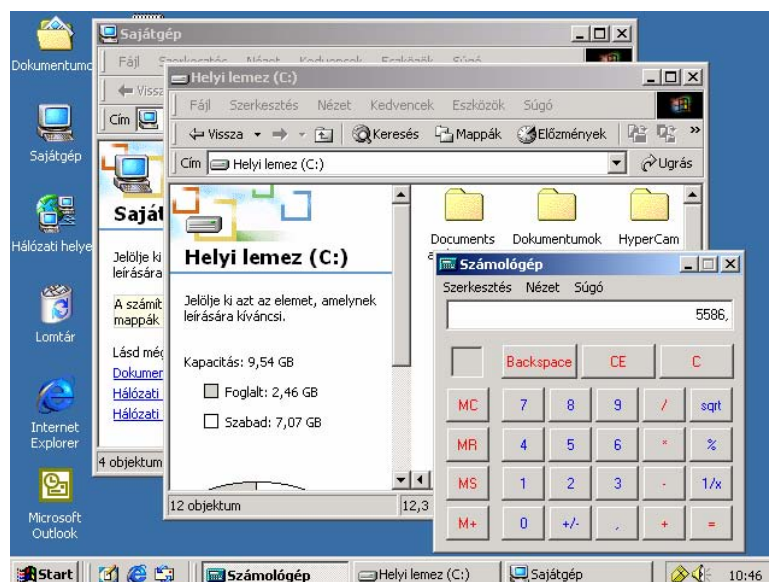 Dokumentumo
Sajátgép
Hálózati helye
Lomtár
Internet
Explorer
Microsoft
Outlook
Sajátgép
Fájl Szerkesztés Nézet Kedvencek Eszközök Súgó
Vissz
Cím
Saját
Jelölje ki
leírására
A számít
mappák
Lásd még
Dokumen
Hálózati
Hálózati
4 objektum
Helyi lemez (C:)
Fájl Szerkesztés Nézet Kedvencek Eszközök Súgó
Vissza Keresés Mappák Előzmények »
Cím Helyi lemez (C:) Ugrás
Helyi lemez (C:)
Jelölje ki azt az elemet, amelynek
leírására kíváncsi.
Kapacitás: 9,54 GB
Foglalt: 2,46 GB
Szabad: 7,07 GB
Documents Dokumentumok HyperCam
12 objektum 12,3
Számológép
Szerkesztés Nézet Súgó
5586,
Backspace CE C
MC 7 8 9 / sqrt
MR 4 5 6 * %
MS 1 2 3 - 1/x
M+ 0 +/- , + =
Start Számológép Helyi lemez (C:) Sajátgép 10:46